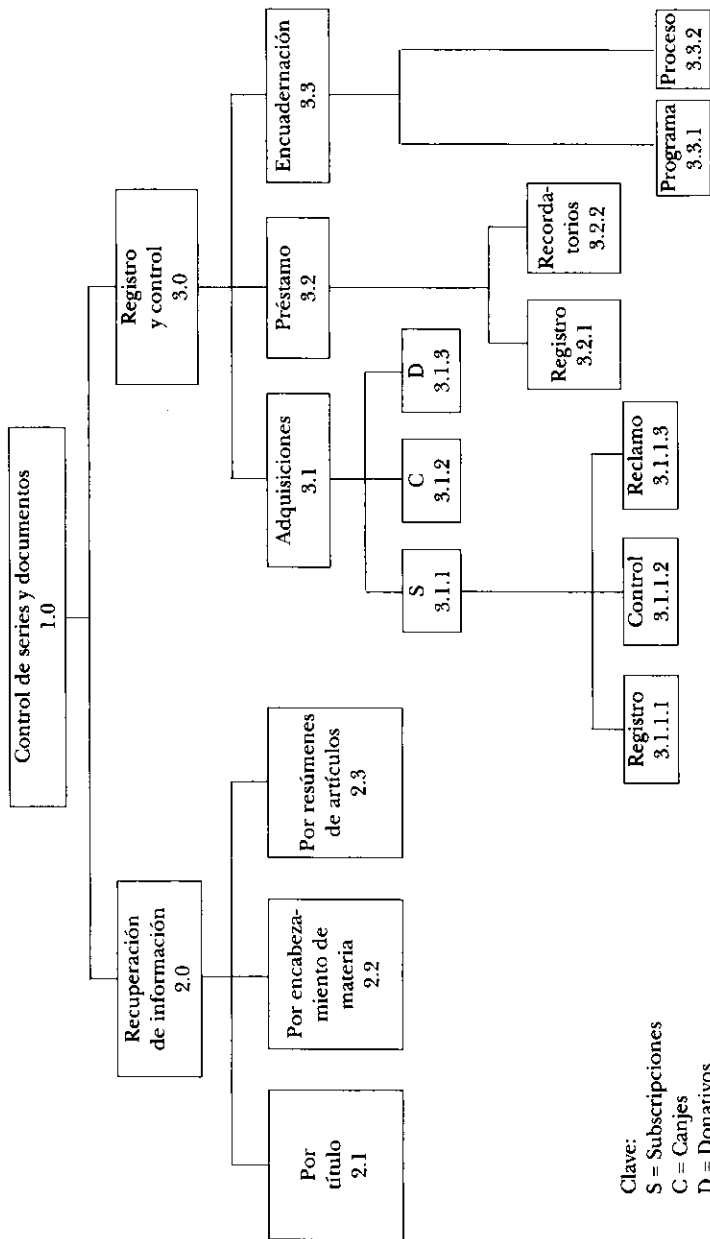 Control de series y documentos
1.0
Recuperación
de información
2.0
Registro
y control
3.0
Por
título
2.1
Por encabeza-
miento de
materia
2.2
Por resúmenes
de artículos
2.3
Adquisiciones
3.1
Préstamo
3.2
Encuadernación
3.3
S
3.1.1
C
3.1.2
D
3.1.3
Registro
3.2.1
Recorda-
torios
3.2.2
Programa
3.3.1
Proceso
3.3.2
Registro
3.1.1.1
Control
3.1.1.2
Reclamo
3.1.1.3
Clave:
S = Subscripciones
C = Canjes
D = Donativos